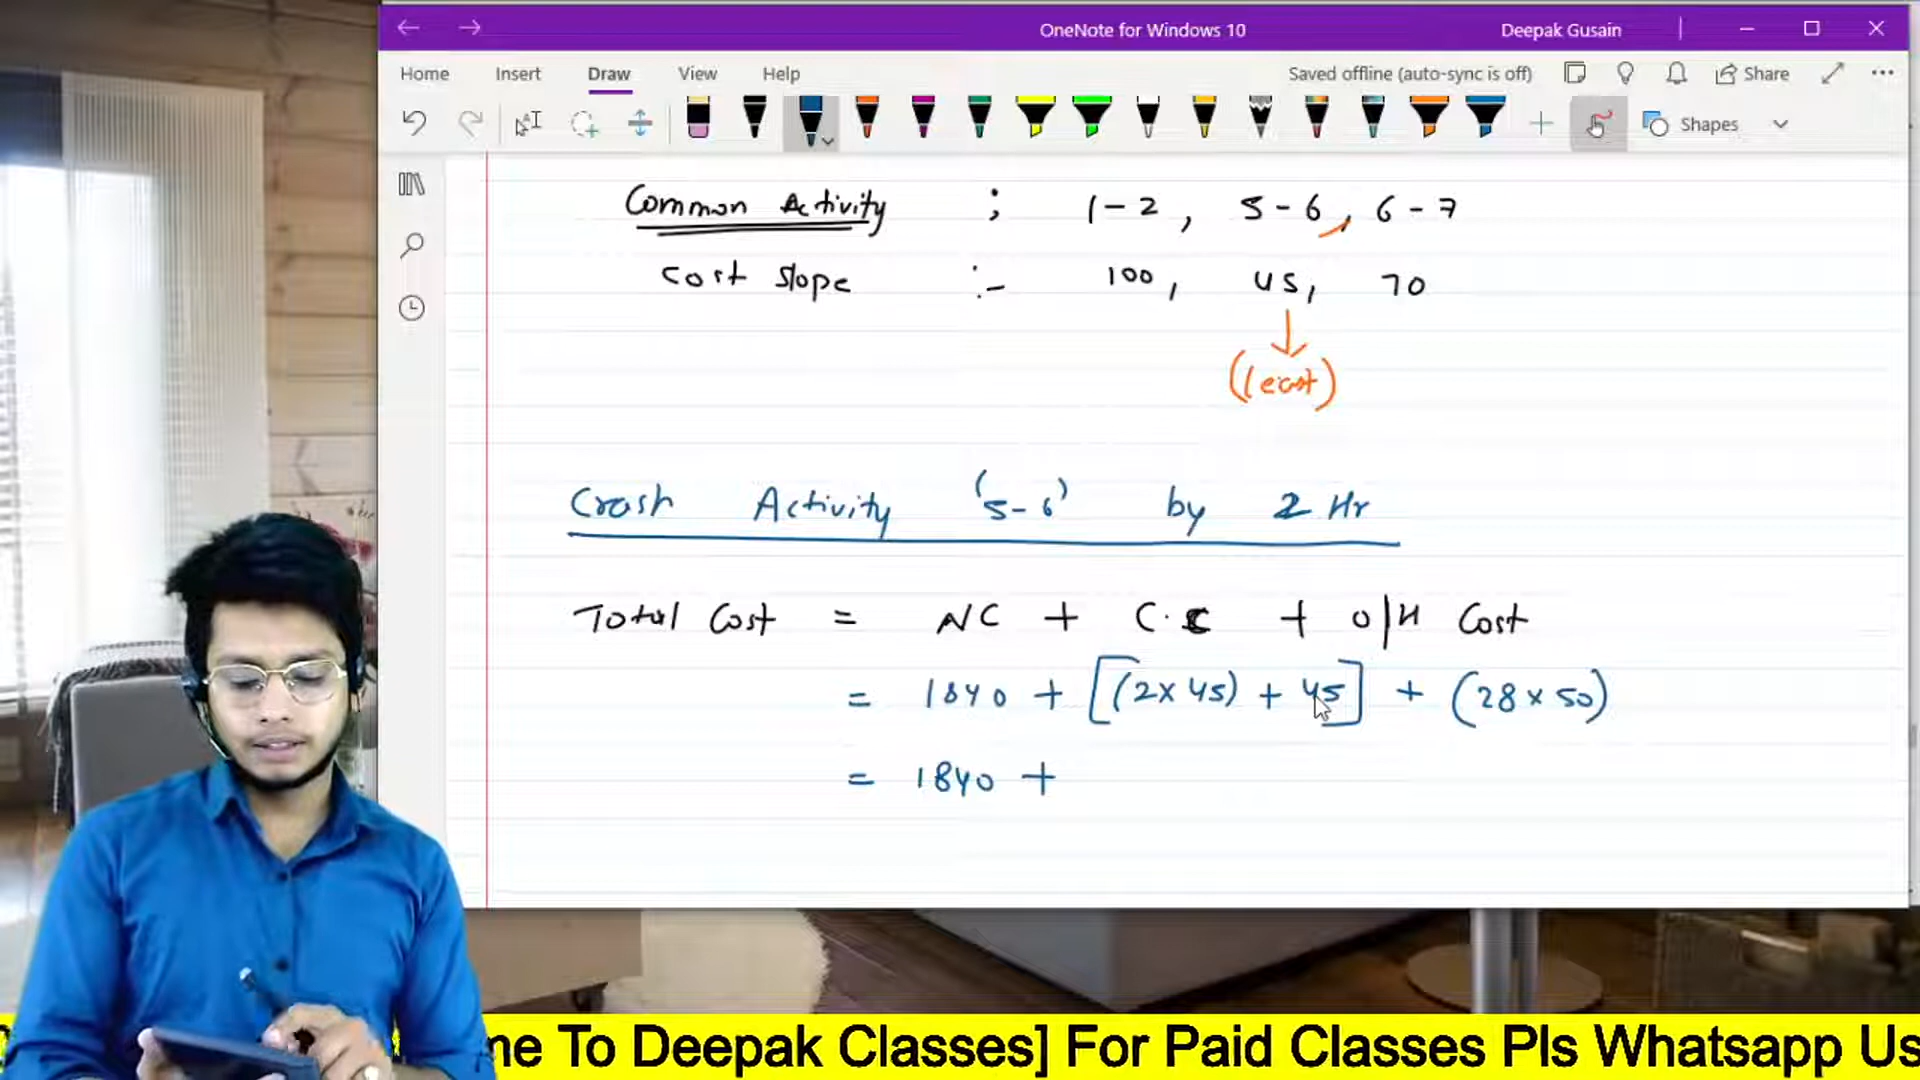 OneNote for Windows 10
Deepak Gusain
Home Insert Draw View Help
Saved offline (auto-sync is off) Share
Shapes
Common Activity : 1-2, 5-6, 6-7
Cost slope :- 100, 45, 70
(least)
Crash Activity '5-6' by 2 Hr
Total Cost = NC + C.C + O/H Cost
= 1840 + [(2×45) + 45] + (28×50)
= 1840 +
ne To Deepak Classes] For Paid Classes Pls Whatsapp Us